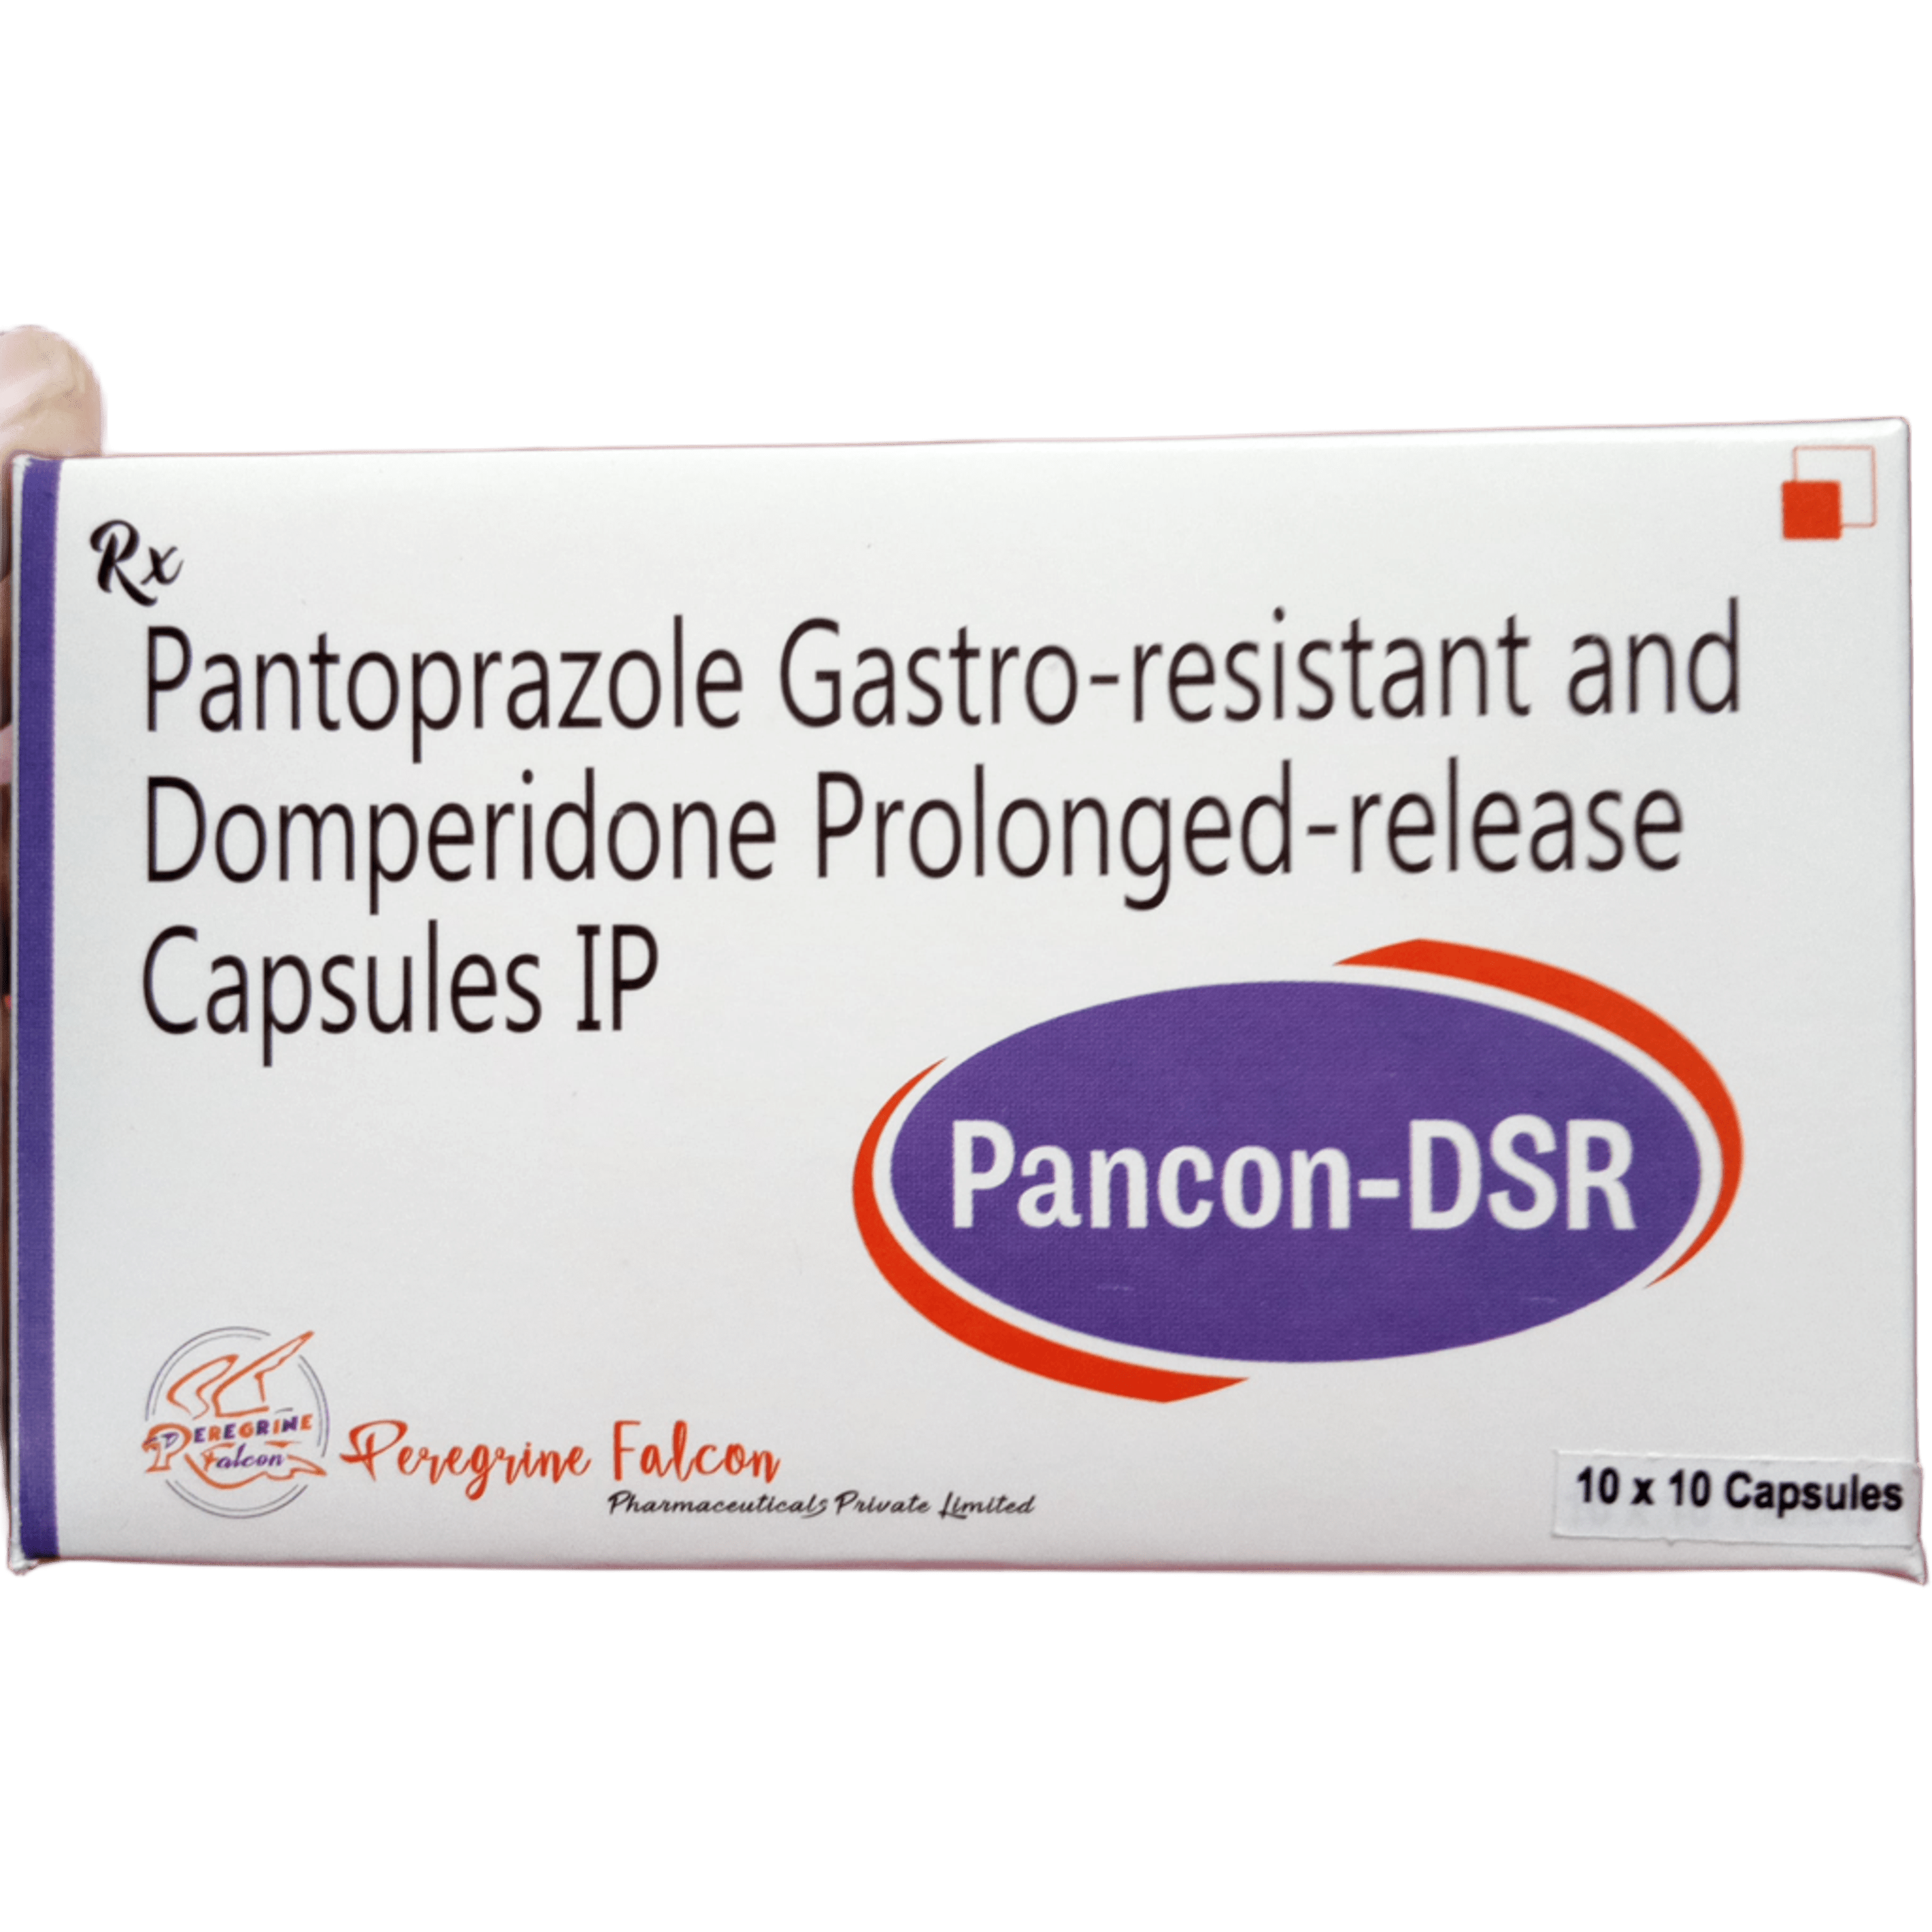 Rx
Pantoprazole Gastro-resistant and
Domperidone Prolonged-release
Capsules IP
Pancon-DSR
PEREGRINE
Falcon
Peregrine Falcon
Pharmaceuticals Private Limited
10 x 10 Capsules